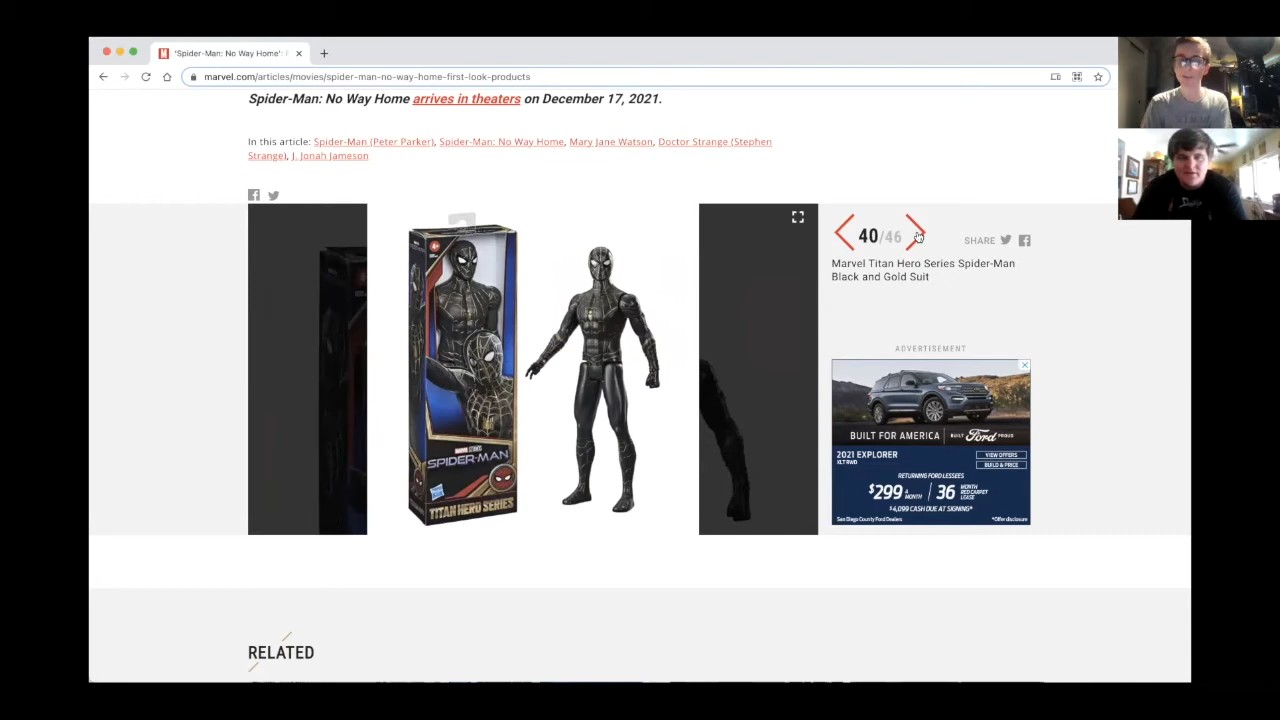 'Spider-Man: No Way Home':
marvel.com/articles/movies/spider-man-no-way-home-first-look-products
Spider-Man: No Way Home arrives in theaters on December 17, 2021.
In this article: Spider-Man (Peter Parker), Spider-Man: No Way Home, Mary Jane Watson, Doctor Strange (Stephen
Strange), J. Jonah Jameson
40/46
SHARE
Marvel Titan Hero Series Spider-Man
Black and Gold Suit
4+
MARVEL STUDIOS
SPIDER-MAN
TITAN HERO SERIES
ADVERTISEMENT
BUILT FOR AMERICA
BUILT Ford PROUD
2021 EXPLORER
XLT RWD
VIEW OFFERS
BUILD & PRICE
RETURNING FORD LESSEES
$299 A MONTH / 36 MONTH RED CARPET LEASE
$4,099 CASH DUE AT SIGNING*
San Diego County Ford Dealers
*Offer disclosure
RELATED